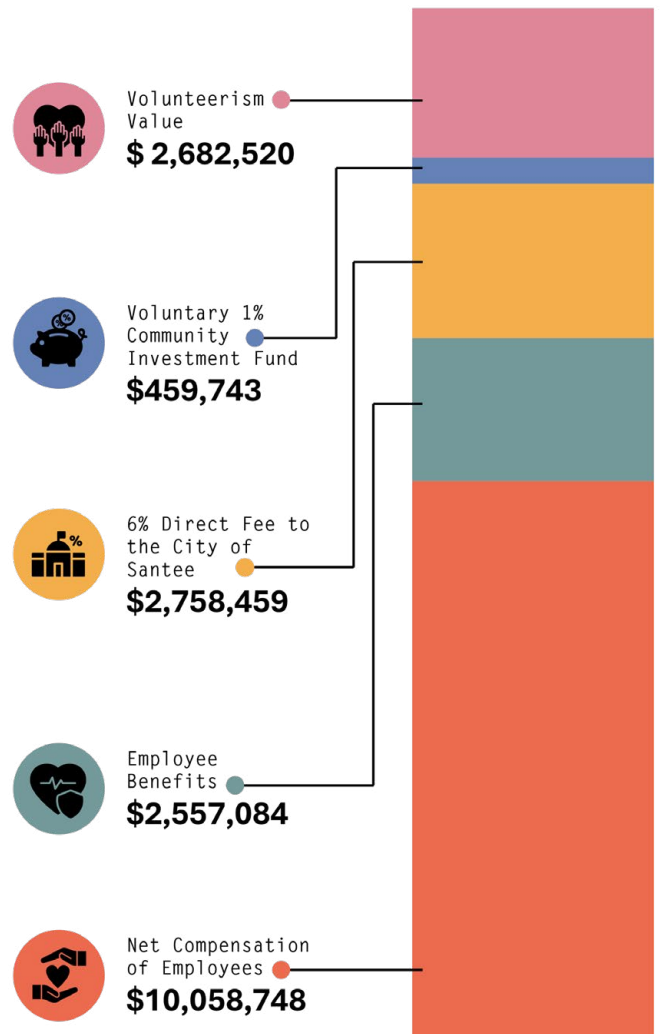 Volunteerism
Value
$ 2,682,520
Voluntary 1%
Community
Investment Fund
$459,743
%
%
6% Direct Fee to
the City of
Santee
$2,758,459
%
Employee
Benefits
$2,557,084
Net Compensation
of Employees
$10,058,748